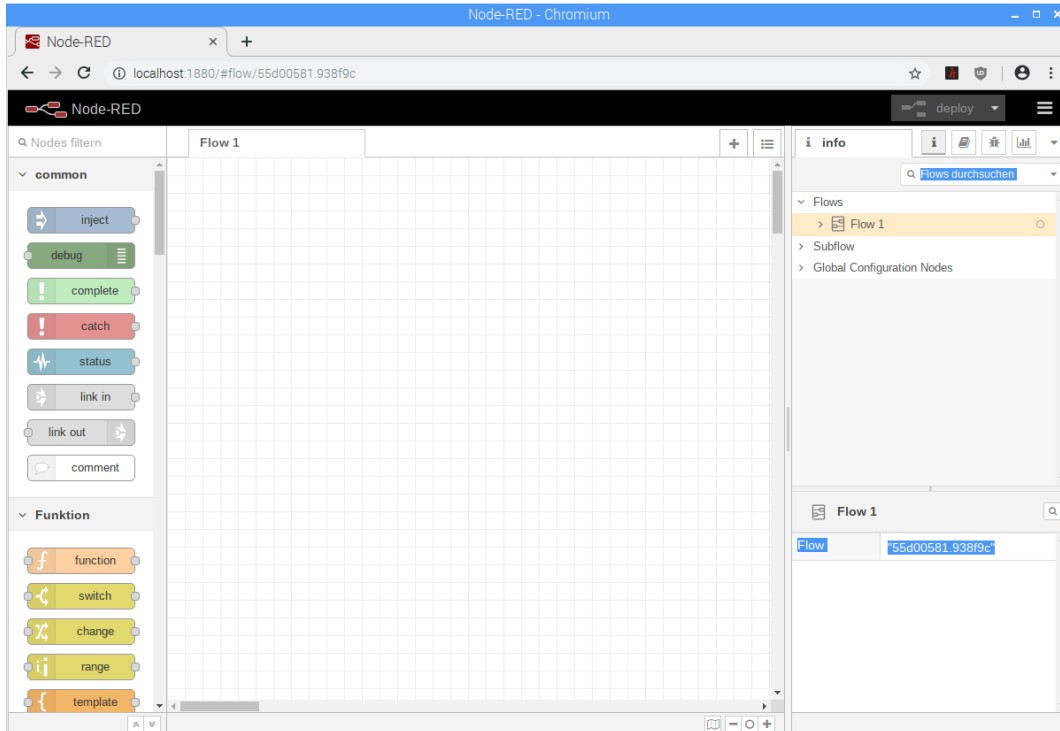 Node-RED - Chromium
Node-RED
localhost:1880/#flow/55d00581.938f9c
Node-RED
deploy
Nodes filtern
Flow 1
i info
i
Flows durchsuchen
common
inject
debug
complete
catch
status
link in
link out
comment
Funktion
function
switch
change
range
template
Flows
Flow 1
Subflow
Global Configuration Nodes
Flow 1
Flow
"55d00581.938f9c"